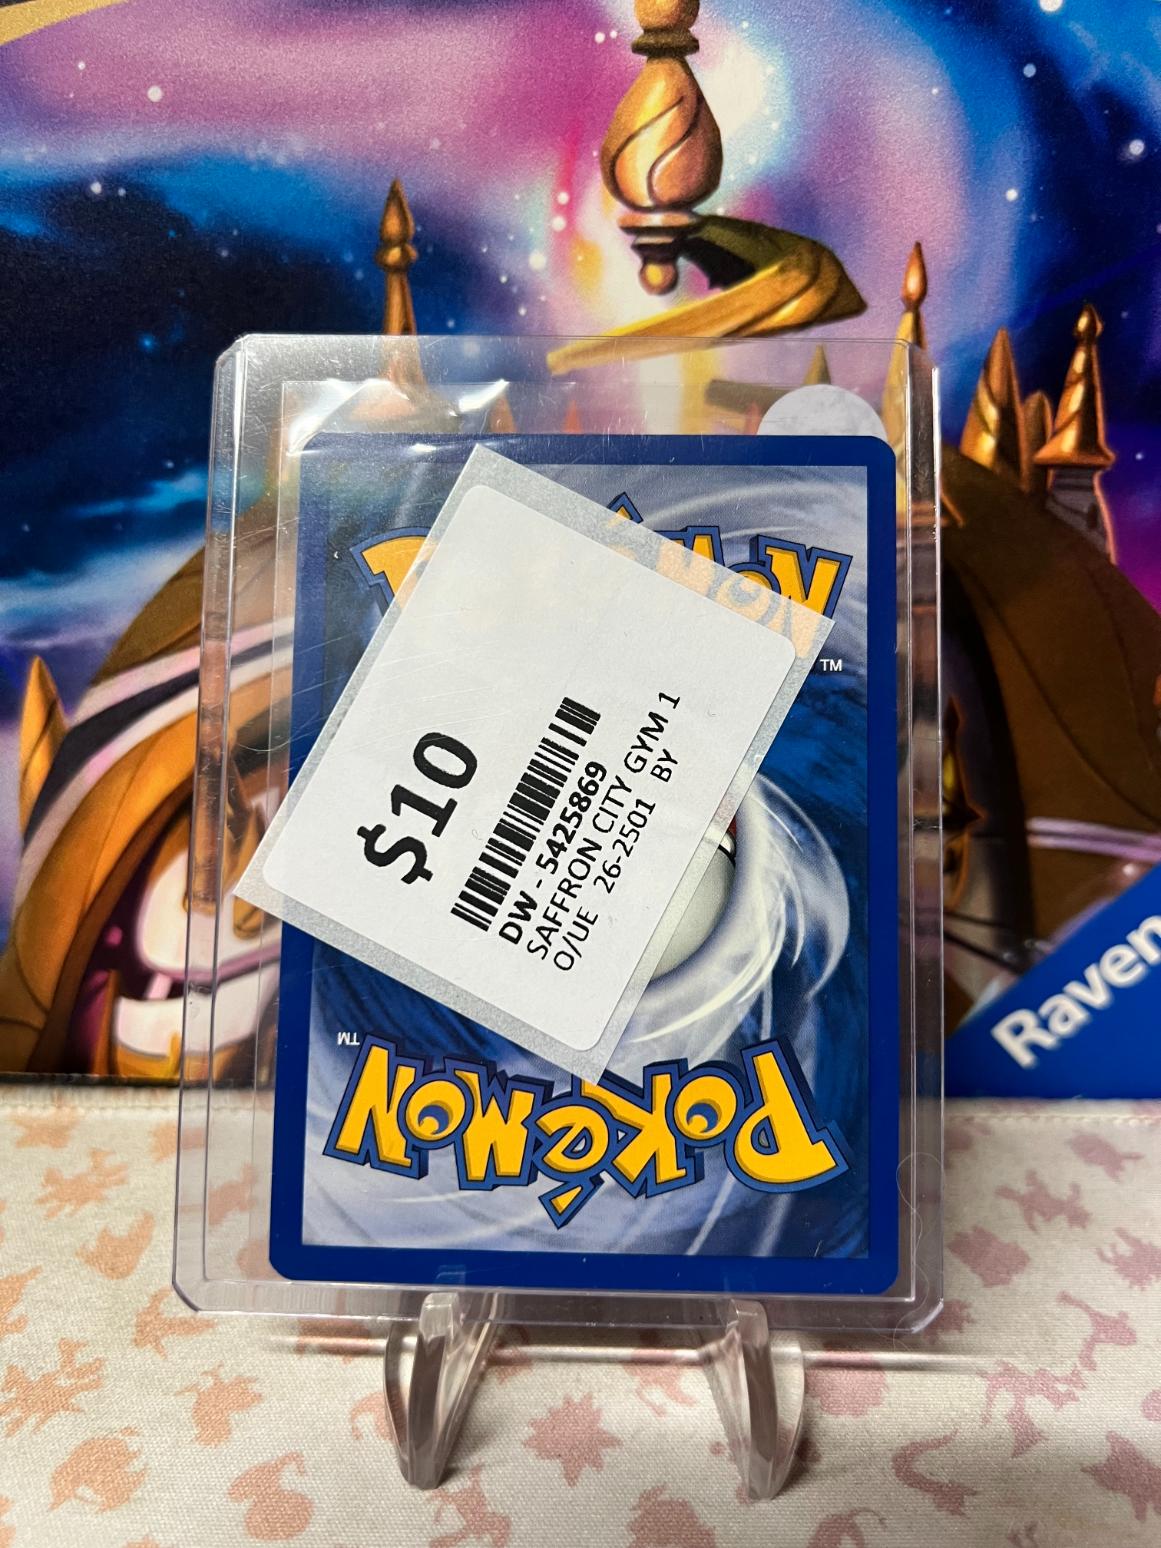 POKéMON
TM
$10
DW - 5425869
SAFFRON CITY GYM 1
O/UE 26-2501 BY
TM
POKéMON
Raven